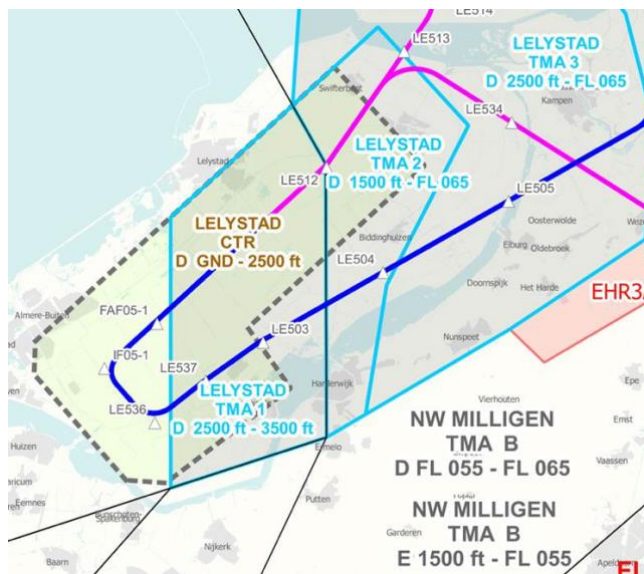 LE514
LE513
LELYSTAD
TMA 3
D 2500 ft - FL 065
Swifterbant
Kampen
LE534
Lelystad
LELYSTAD
TMA 2
D 1500 ft - FL 065
LE512
LE505
LELYSTAD
CTR
D GND - 2500 ft
Biddinghuizen
Oosterwolde
Elburg
Oldebroek
LE504
Doornspijk
Het Harde
EHR3
FAF05-1
Almere-Buiten
LE503
Nunspeet
IF05-1
LE537
Harderwijk
Epe
LE536
LELYSTAD
TMA 1
D 2500 ft - 3500 ft
Vierhouten
Emst
NW MILLIGEN
TMA B
D FL 055 - FL 065
Vaassen
Huizen
Ermelo
Putten
Eemnes
Bunschoten-
Spakenburg
NW MILLIGEN
TMA B
E 1500 ft - FL 055
Garderen
Nijkerk
Baarn
Apeldoorn